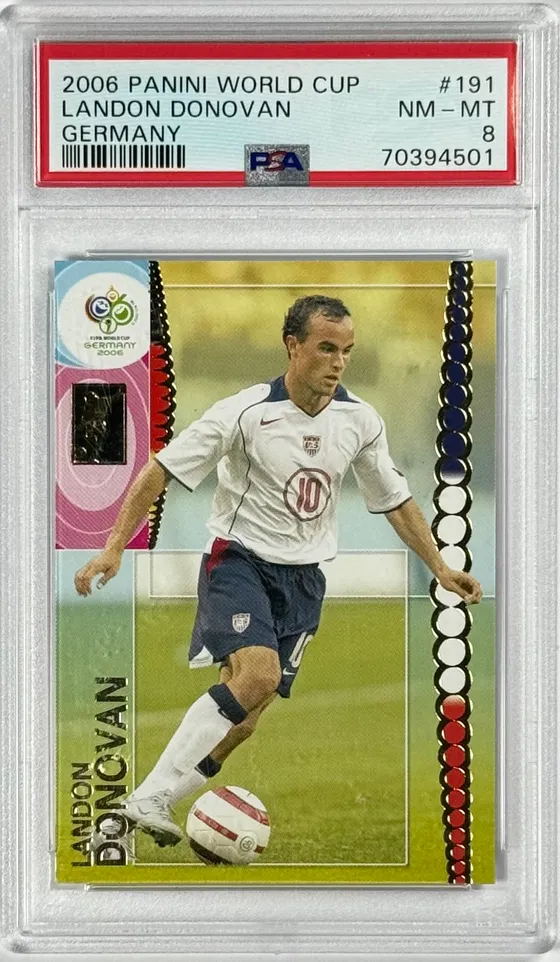 2006 PANINI WORLD CUP #191
LANDON DONOVAN NM - MT
GERMANY 8
PSA 70394501
FIFA WORLD CUP
GERMANY
2006
10
U.S
10
LANDON
DONOVAN